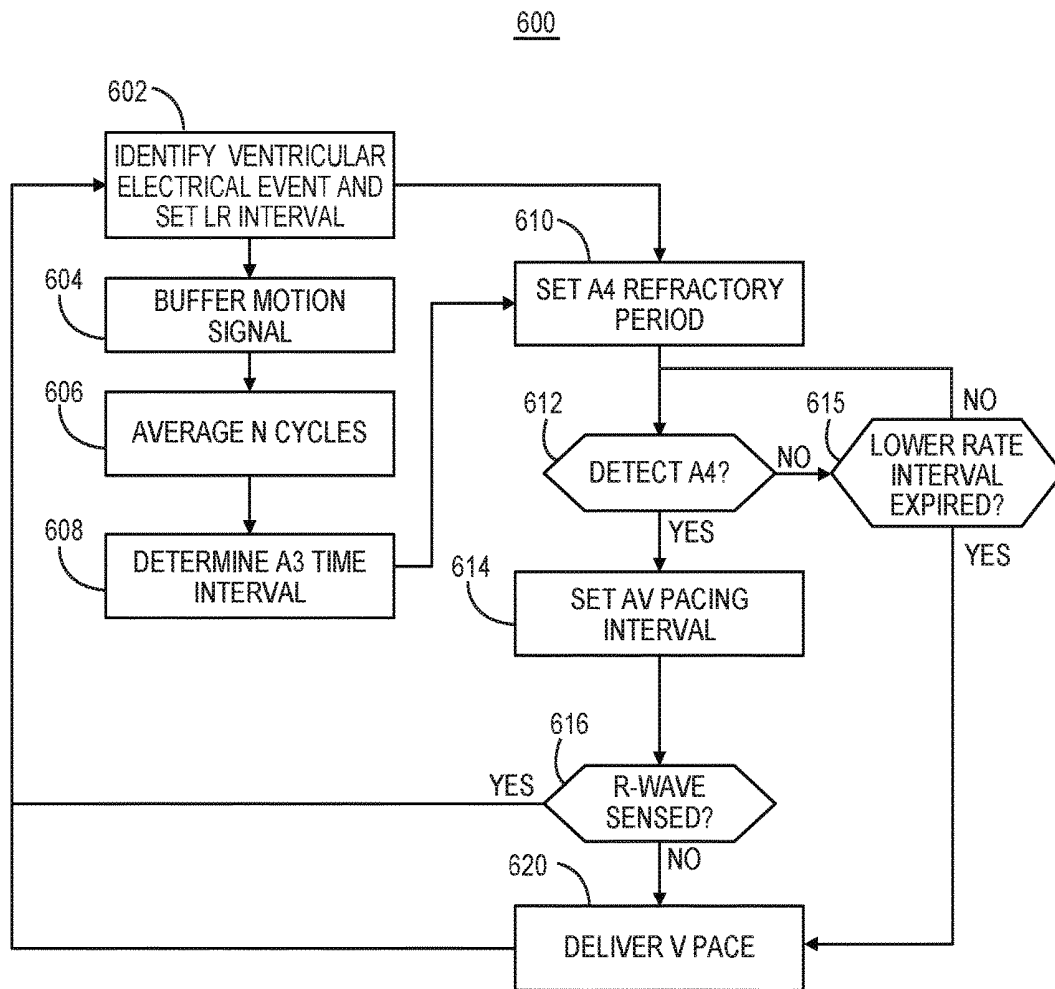 600
602
IDENTIFY VENTRICULAR
ELECTRICAL EVENT AND
SET LR INTERVAL
604
BUFFER MOTION
SIGNAL
606
AVERAGE N CYCLES
608
DETERMINE A3 TIME
INTERVAL
610
SET A4 REFRACTORY
PERIOD
612
DETECT A4?
NO
YES
615
LOWER RATE
INTERVAL
EXPIRED?
NO
YES
614
SET AV PACING
INTERVAL
616
R-WAVE
SENSED?
YES
NO
620
DELIVER V PACE